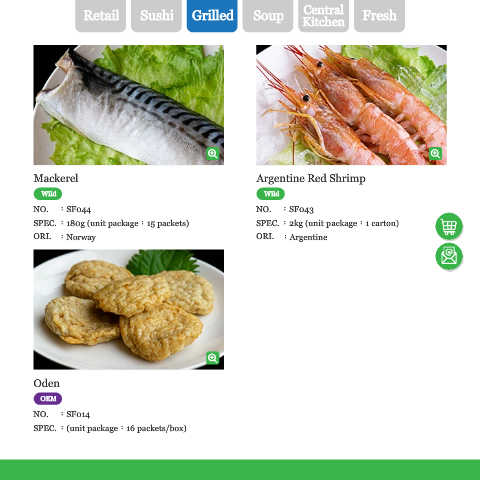 Retail
Sushi
Grilled
Soup
Central
Kitchen
Fresh
Mackerel
Wild
NO. : SF044
SPEC. : 180g (unit package : 15 packets)
ORI. : Norway
Argentine Red Shrimp
Wild
NO. : SF043
SPEC. : 2kg (unit package : 1 carton)
ORI. : Argentine
Oden
OEM
NO. : SF014
SPEC. : (unit package : 16 packets/box)